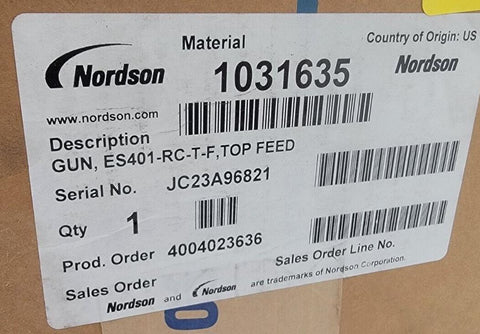 Nordson
www.nordson.com
Material
1031635
Country of Origin: US
Nordson
Description
GUN, ES401-RC-T-F,TOP FEED
Serial No. JC23A96821
Qty 1
Prod. Order 4004023636
Sales Order
Sales Order Line No.
Nordson and Nordson are trademarks of Nordson Corporation.